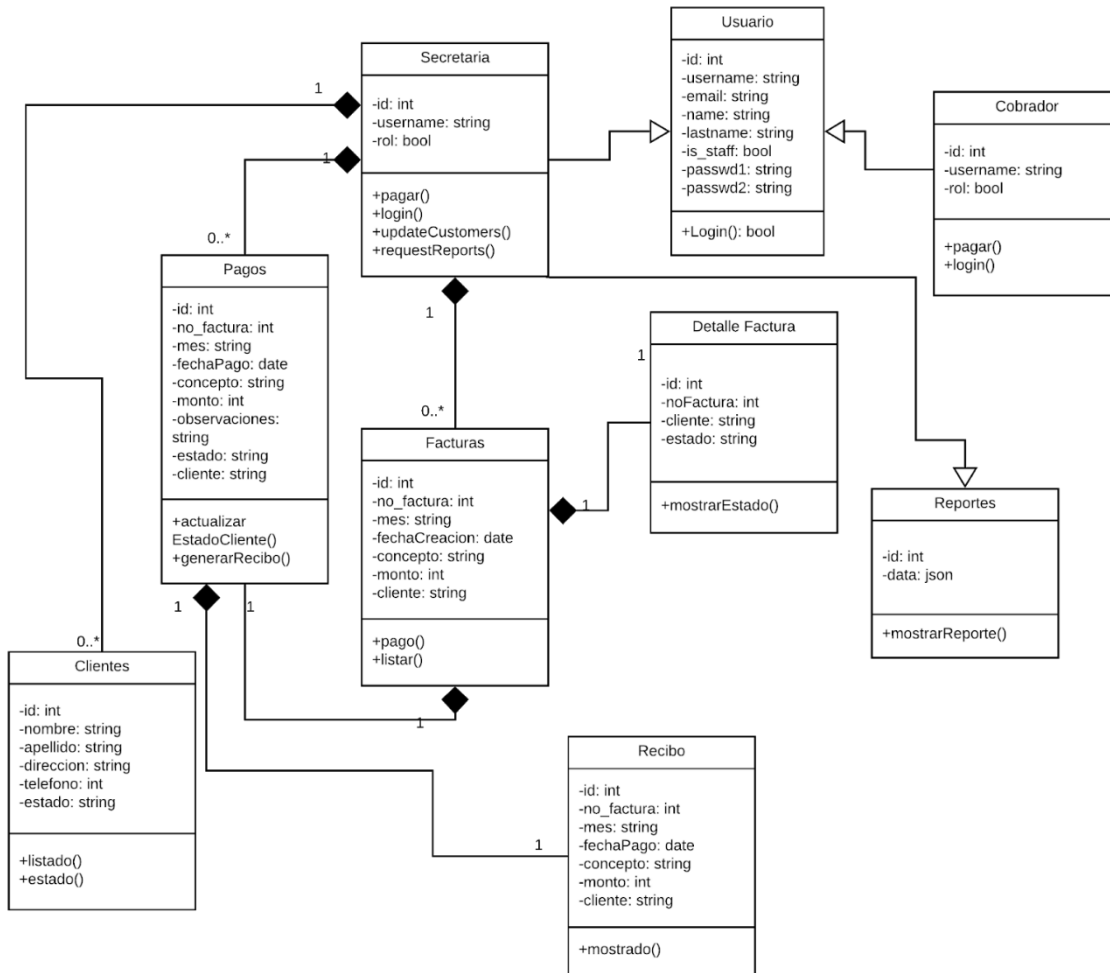 Usuario
-id: int
-username: string
-email: string
-name: string
-lastname: string
-is_staff: bool
-passwd1: string
-passwd2: string
+Login(): bool
Secretaria
-id: int
-username: string
-rol: bool
+pagar()
+login()
+updateCustomers()
+requestReports()
1
1
1
Cobrador
-id: int
-username: string
-rol: bool
+pagar()
+login()
0..*
Pagos
-id: int
-no_factura: int
-mes: string
-fechaPago: date
-concepto: string
-monto: int
-observaciones:
string
-estado: string
-cliente: string
+actualizar
EstadoCliente()
+generarRecibo()
1
1
Detalle Factura
1
-id: int
-noFactura: int
-cliente: string
-estado: string
+mostrarEstado()
0..*
Facturas
-id: int
-no_factura: int
-mes: string
-fechaCreacion: date
-concepto: string
-monto: int
-cliente: string
+pago()
+listar()
1
1
Reportes
-id: int
-data: json
+mostrarReporte()
0..*
Clientes
-id: int
-nombre: string
-apellido: string
-direccion: string
-telefono: int
-estado: string
+listado()
+estado()
Recibo
1
-id: int
-no_factura: int
-mes: string
-fechaPago: date
-concepto: string
-monto: int
-cliente: string
+mostrado()